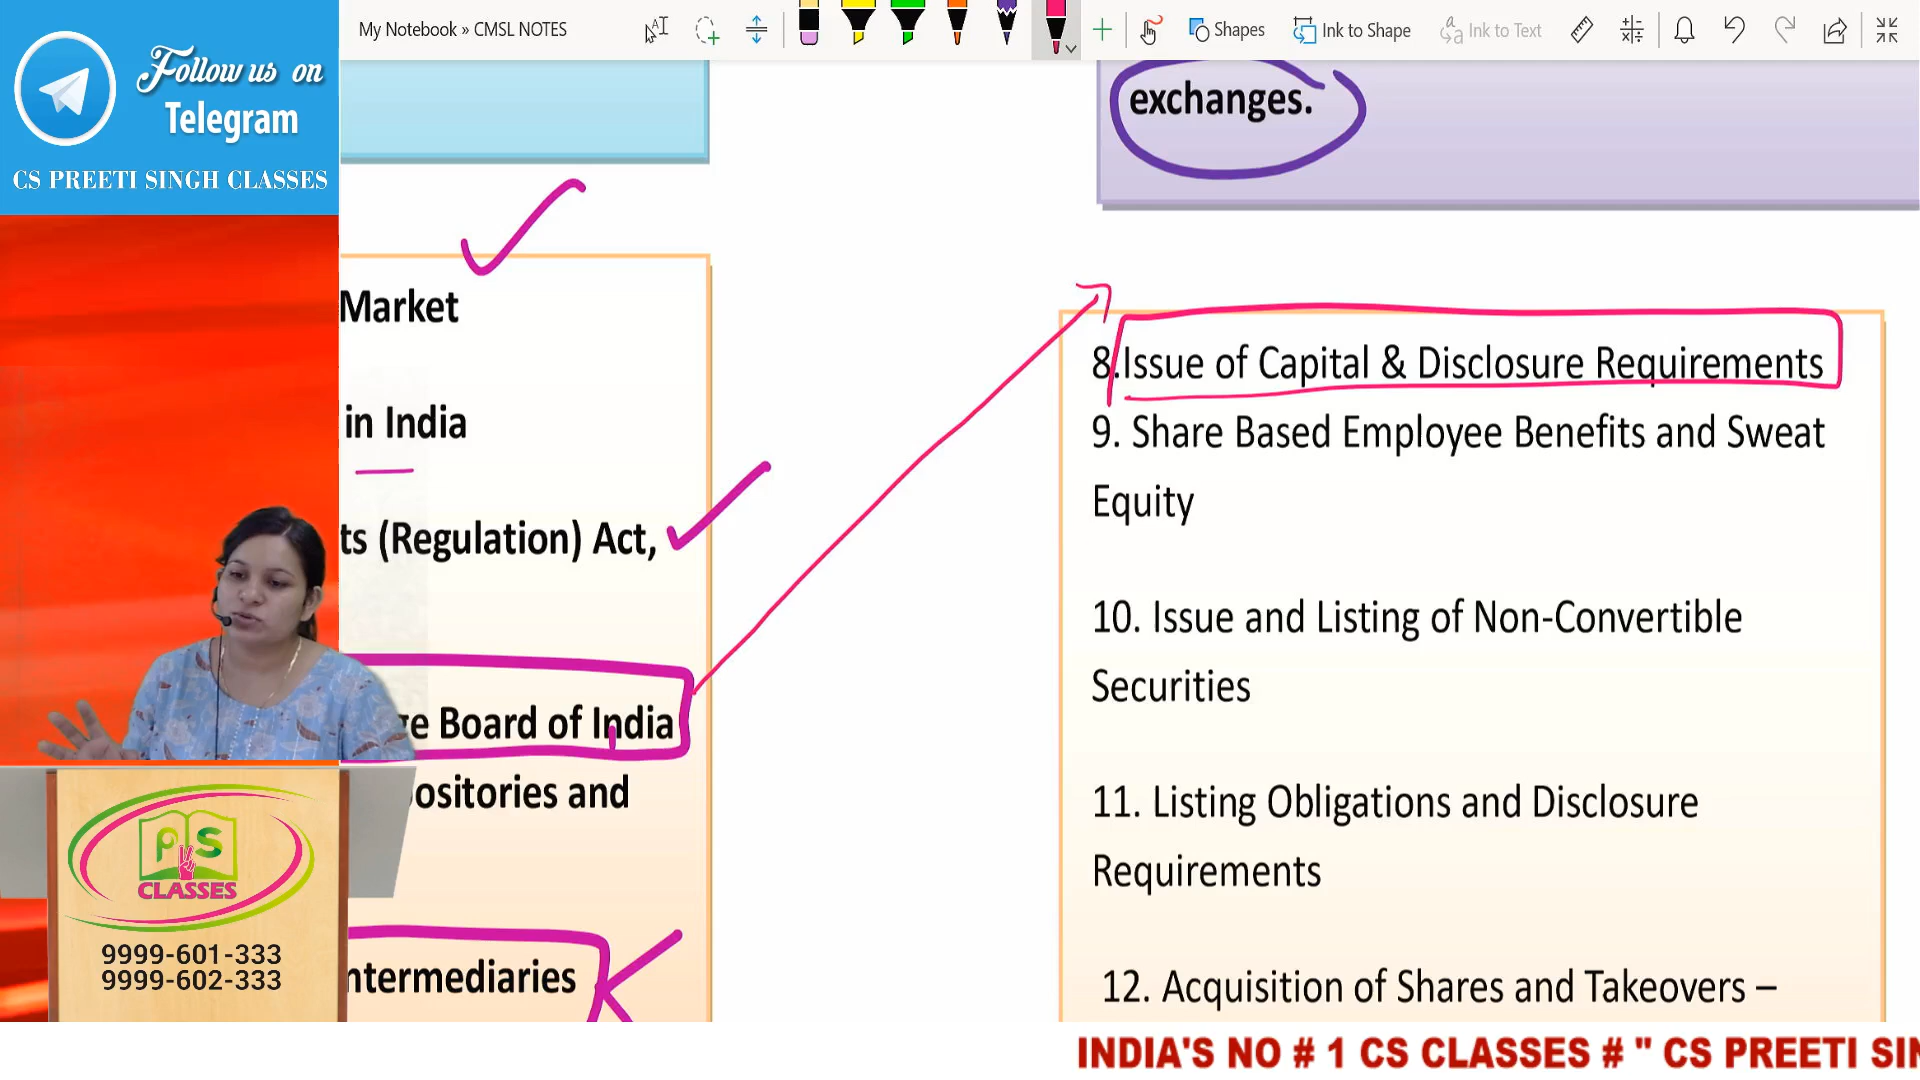 Follow us on
Telegram
CS PREETI SINGH CLASSES
My Notebook » CMSL NOTES
Shapes
Ink to Shape
Ink to Text
exchanges.
Market
in India
ts (Regulation) Act,
ge Board of India
ositories and
ntermediaries
8.Issue of Capital & Disclosure Requirements
9. Share Based Employee Benefits and Sweat
Equity
10. Issue and Listing of Non-Convertible
Securities
11. Listing Obligations and Disclosure
Requirements
12. Acquisition of Shares and Takeovers –
PS
CLASSES
9999-601-333
9999-602-333
INDIA'S NO # 1 CS CLASSES # " CS PREETI SIN